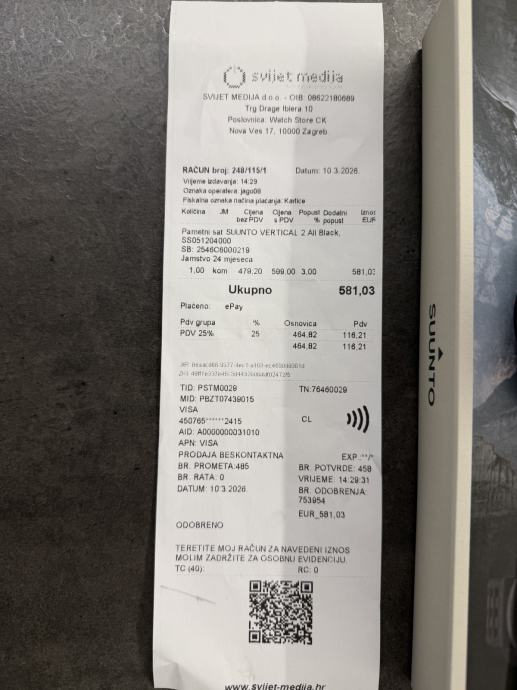 svijet medija
SVIJET MEDIJA d.o.o. - OIB: 08622180689
Trg Drage Iblera 10
Poslovnica: Watch Store CK
Nova Ves 17, 10000 Zagreb
RAČUN broj: 248/115/1 Datum: 10.3.2026.
Vrijeme izdavanja: 14:29
Oznaka operatera: jago08
Fiskalna oznaka načina plaćanja: Kartice
Količina JM Cijena Cijena Popust Dodatni Iznos
bez PDV s PDV % popust EUR
Pametni sat SUUNTO VERTICAL 2 All Black,
SS051204000
SB: 2546C6000219
Jamstvo 24 mjeseca
1,00 kom 479,20 599,00 3,00 581,03
Ukupno 581,03
Plaćeno: ePay
Pdv grupa % Osnovica Pdv
PDV 25% 25 464,82 116,21
464,82 116,21
TID: PSTM0029 TN:76460029
MID: PBZT07439015
VISA
450765******2415 CL
AID: A0000000031010
APN: VISA
PRODAJA BESKONTAKTNA EXP.:**/*
BR. PROMETA:485 BR. POTVRDE: 458
BR. RATA: 0 VRIJEME: 14:29:31
DATUM: 10.3.2026. BR. ODOBRENJA:
753954
EUR_581,03
ODOBRENO
TERETITE MOJ RAČUN ZA NAVEDENI IZNOS
MOLIM ZADRŽITE ZA OSOBNU EVIDENCIJU.
TC (40): RC: 0
www.svijet-medija.hr
SUUNTO